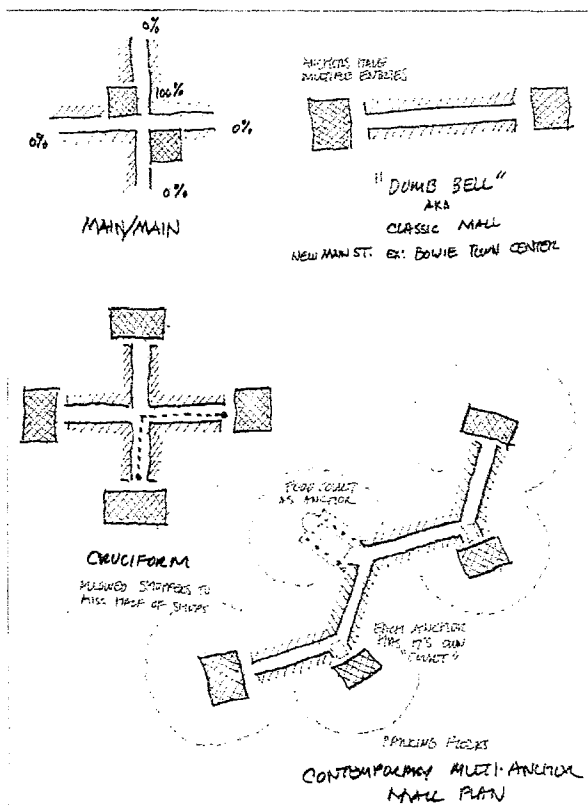 0%
100%
0%
0%
0%
MAIN/MAIN
ANCHORS HAVE
MULTIPLE ENTRIES
"DUMB BELL"
AKA
CLASSIC MALL
NEW MAIN ST. EX: BOWIE TOWN CENTER
CRUCIFORM
ALLOWED SHOPPERS TO
MISS HALF OF SHOPS
FOOD COURT
AS ANCHOR
EACH ANCHOR
HAS IT'S OWN
"COURT"
PARKING FIELDS
CONTEMPORARY MULTI-ANCHOR
MALL PLAN